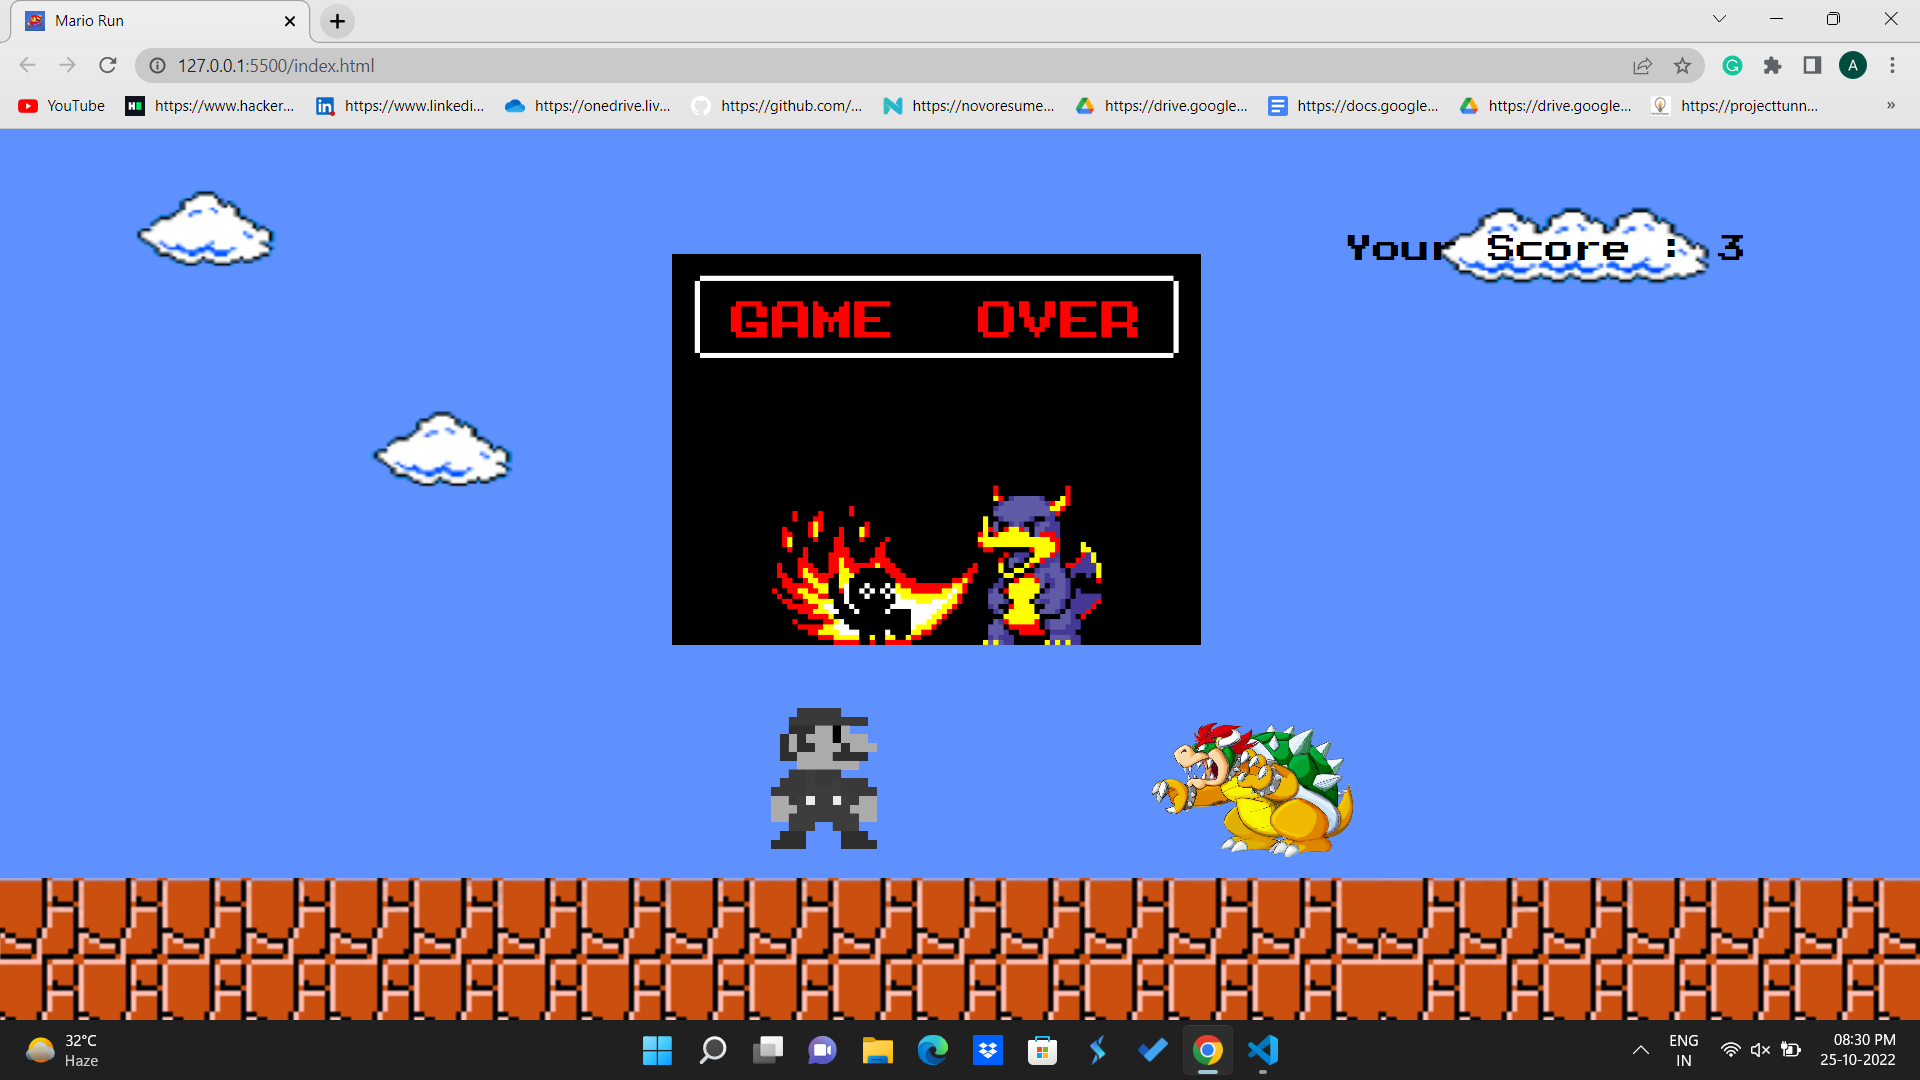 Mario Run
127.0.0.1:5500/index.html
A
YouTube https://www.hacker... https://www.linkedi... https://onedrive.liv... https://github.com/... https://novoresume... https://drive.google... https://docs.google... https://drive.google... https://projecttunn... »
Your Score : 3
GAME OVER
32°C
Haze
ENG
IN
08:30 PM
25-10-2022